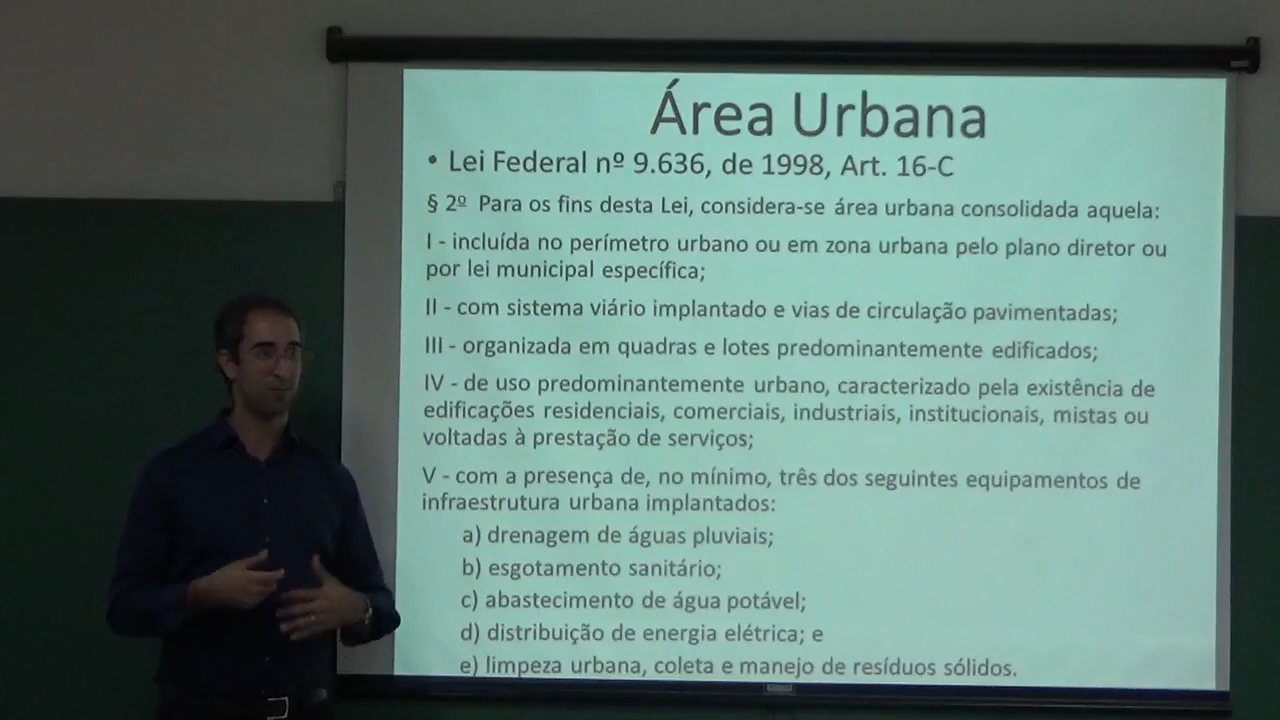 Área Urbana
• Lei Federal nº 9.636, de 1998, Art. 16-C
§ 2º Para os fins desta Lei, considera-se área urbana consolidada aquela:
I - incluída no perímetro urbano ou em zona urbana pelo plano diretor ou
por lei municipal específica;
II - com sistema viário implantado e vias de circulação pavimentadas;
III - organizada em quadras e lotes predominantemente edificados;
IV - de uso predominantemente urbano, caracterizado pela existência de
edificações residenciais, comerciais, industriais, institucionais, mistas ou
voltadas à prestação de serviços;
V - com a presença de, no mínimo, três dos seguintes equipamentos de
infraestrutura urbana implantados:
a) drenagem de águas pluviais;
b) esgotamento sanitário;
c) abastecimento de água potável;
d) distribuição de energia elétrica; e
e) limpeza urbana, coleta e manejo de resíduos sólidos.